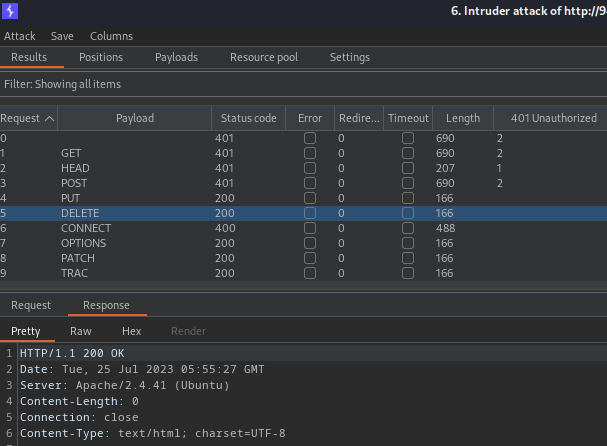 6. Intruder attack of http://9
Attack Save Columns
Results Positions Payloads Resource pool Settings
Filter: Showing all items
Request Payload Status code Error Redire... Timeout Length 401 Unauthorized
0 401 0 690 2
1 GET 401 0 690 2
2 HEAD 401 0 207 1
3 POST 401 0 690 2
4 PUT 200 0 166
5 DELETE 200 0 166
6 CONNECT 400 0 488
7 OPTIONS 200 0 166
8 PATCH 200 0 166
9 TRAC 200 0 166
Request Response
Pretty Raw Hex Render
1 HTTP/1.1 200 OK
2 Date: Tue, 25 Jul 2023 05:55:27 GMT
3 Server: Apache/2.4.41 (Ubuntu)
4 Content-Length: 0
5 Connection: close
6 Content-Type: text/html; charset=UTF-8